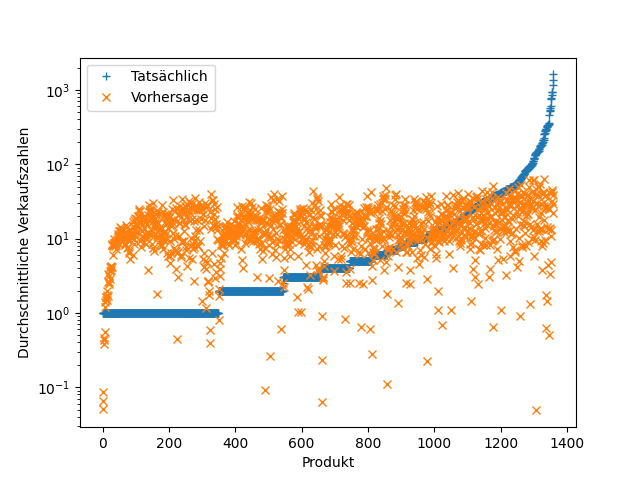 Tatsächlich
Vorhersage
Durchschnittliche Verkaufszahlen
10³
10²
10¹
10⁰
10⁻¹
0 200 400 600 800 1000 1200 1400
Produkt